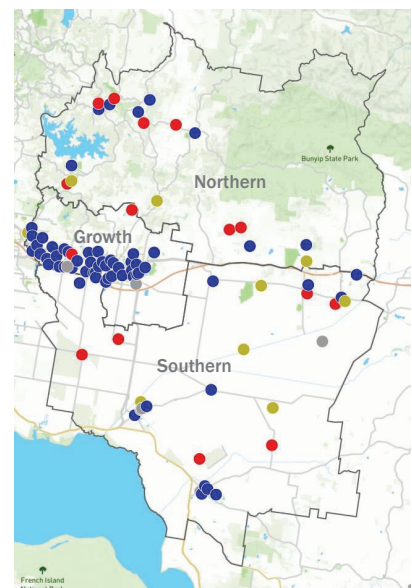 Bunyip State Park
Northern
Growth
Southern
French Island
National Park